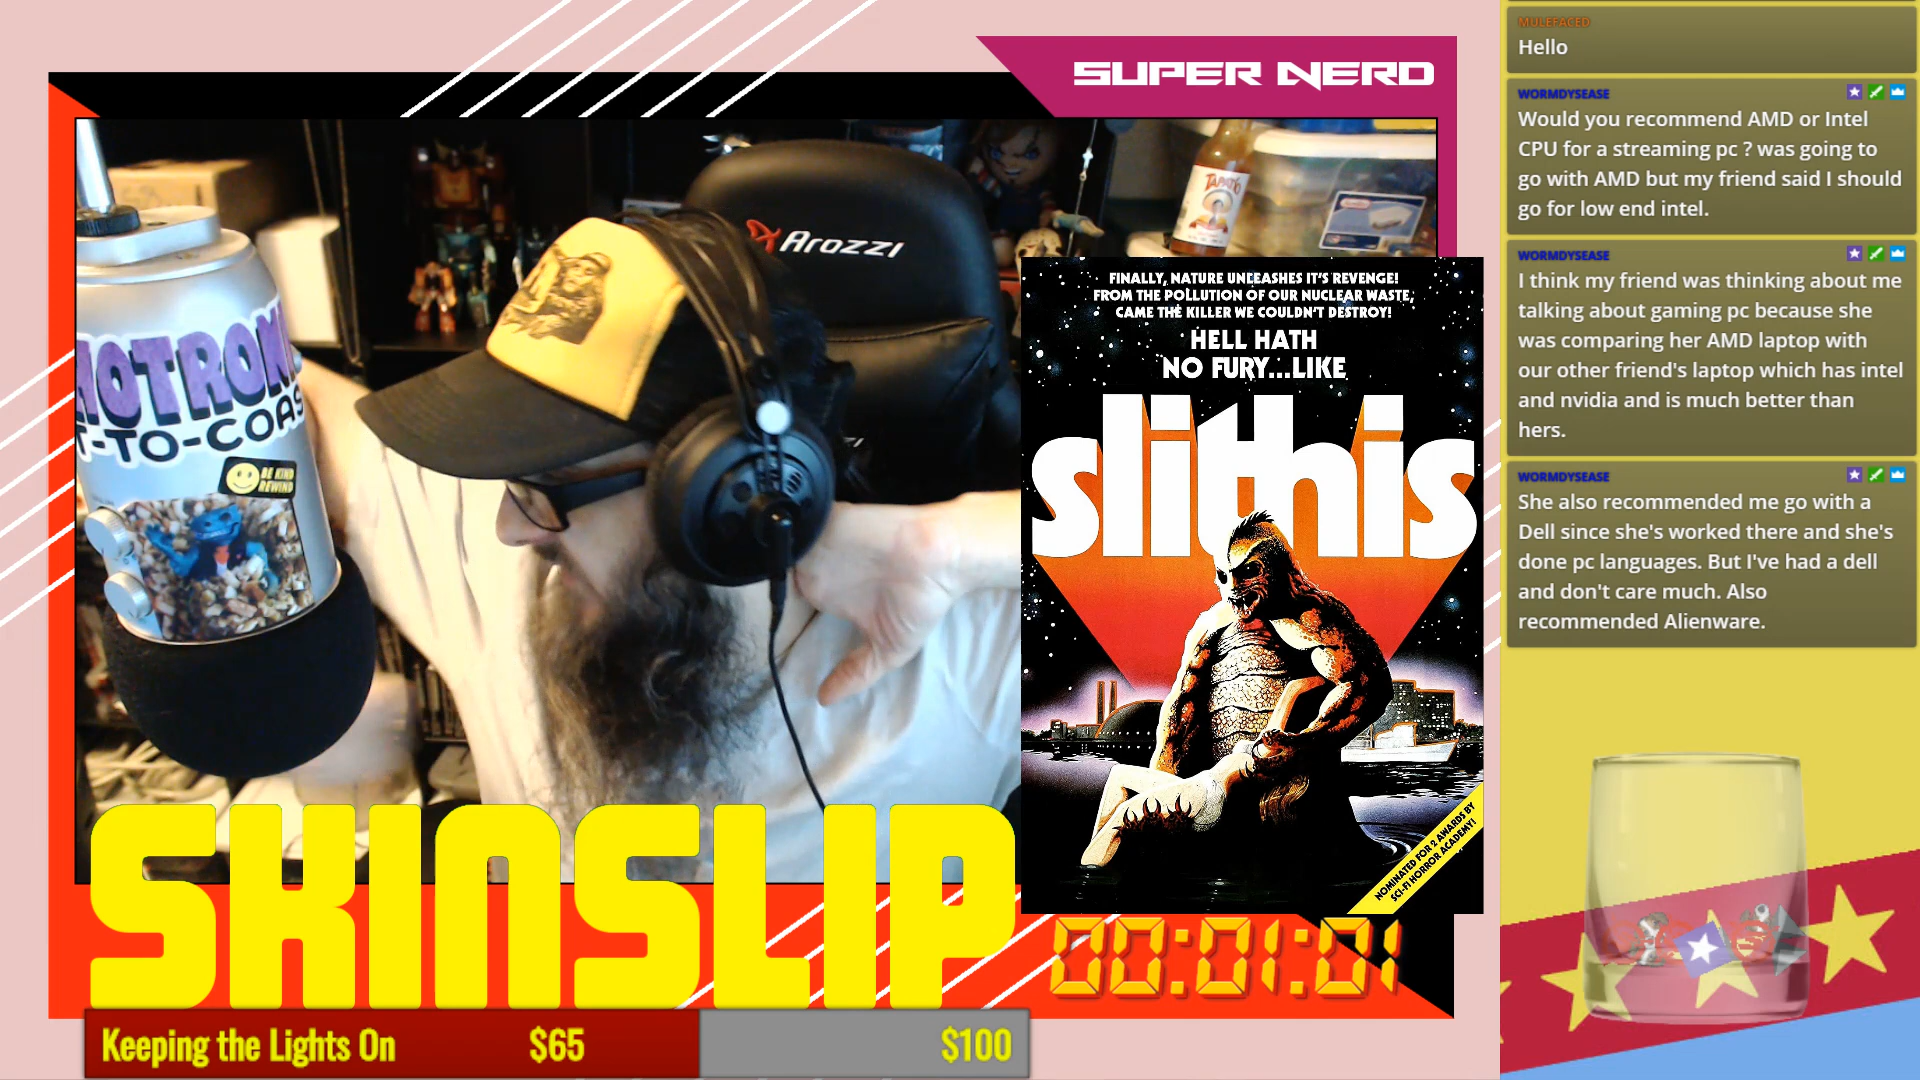 SUPER NERD
Arozzi
TAPATIO
MOTRON
T-TO-COAS
BE KIND
REWIND
FINALLY, NATURE UNLEASHES IT'S REVENGE!
FROM THE POLLUTION OF OUR NUCLEAR WASTE,
CAME THE KILLER WE COULDN'T DESTROY!
HELL HATH
NO FURY...LIKE
slithis
NOMINATED FOR 2 AWARDS BY
SCI-FI HORROR ACADEMY!
SKINSLIP
00:01:01
Keeping the Lights On $65 $100
MULEFACED
Hello
WORMDYSEASE
Would you recommend AMD or Intel
CPU for a streaming pc ? was going to
go with AMD but my friend said I should
go for low end intel.
WORMDYSEASE
I think my friend was thinking about me
talking about gaming pc because she
was comparing her AMD laptop with
our other friend's laptop which has intel
and nvidia and is much better than
hers.
WORMDYSEASE
She also recommended me go with a
Dell since she's worked there and she's
done pc languages. But I've had a dell
and don't care much. Also
recommended Alienware.